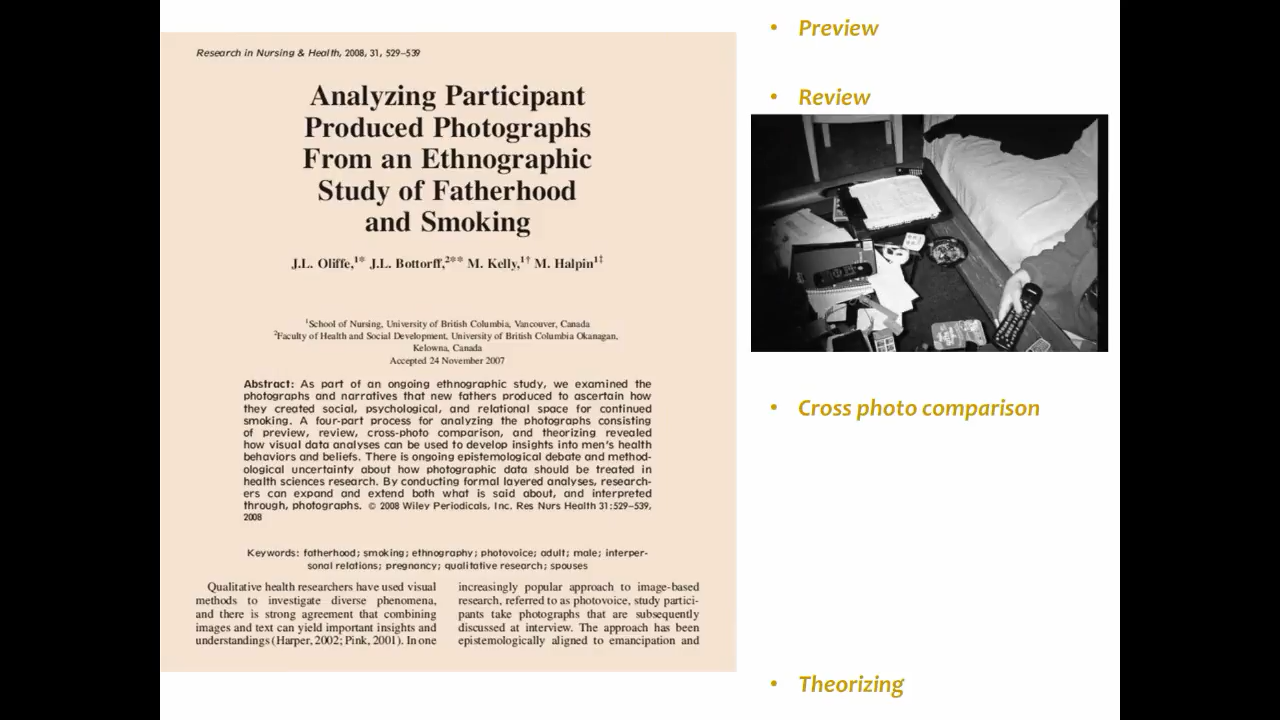 Research in Nursing & Health, 2008, 31, 529–539
Analyzing Participant
Produced Photographs
From an Ethnographic
Study of Fatherhood
and Smoking
J.L. Oliffe,1* J.L. Bottorff,2** M. Kelly,1† M. Halpin1‡
1School of Nursing, University of British Columbia, Vancouver, Canada
2Faculty of Health and Social Development, University of British Columbia Okanagan,
Kelowna, Canada
Accepted 24 November 2007
Abstract: As part of an ongoing ethnographic study, we examined the
photographs and narratives that new fathers produced to ascertain how
they created social, psychological, and relational space for continued
smoking. A four-part process for analyzing the photographs consisting
of preview, review, cross-photo comparison, and theorizing revealed
how visual data analyses can be used to develop insights into men's health
behaviors and beliefs. There is ongoing epistemological debate and method-
ological uncertainty about how photographic data should be treated in
health sciences research. By conducting formal layered analyses, research-
ers can expand and extend both what is said about, and interpreted
through, photographs. © 2008 Wiley Periodicals, Inc. Res Nurs Health 31:529–539,
2008
Keywords: fatherhood; smoking; ethnography; photovoice; adult; male; interper-
sonal relations; pregnancy; qualitative research; spouses
Qualitative health researchers have used visual
methods to investigate diverse phenomena,
and there is strong agreement that combining
images and text can yield important insights and
understandings (Harper, 2002; Pink, 2001). In one
increasingly popular approach to image-based
research, referred to as photovoice, study partici-
pants take photographs that are subsequently
discussed at interview. The approach has been
epistemologically aligned to emancipation and
• Preview
• Review
• Cross photo comparison
• Theorizing